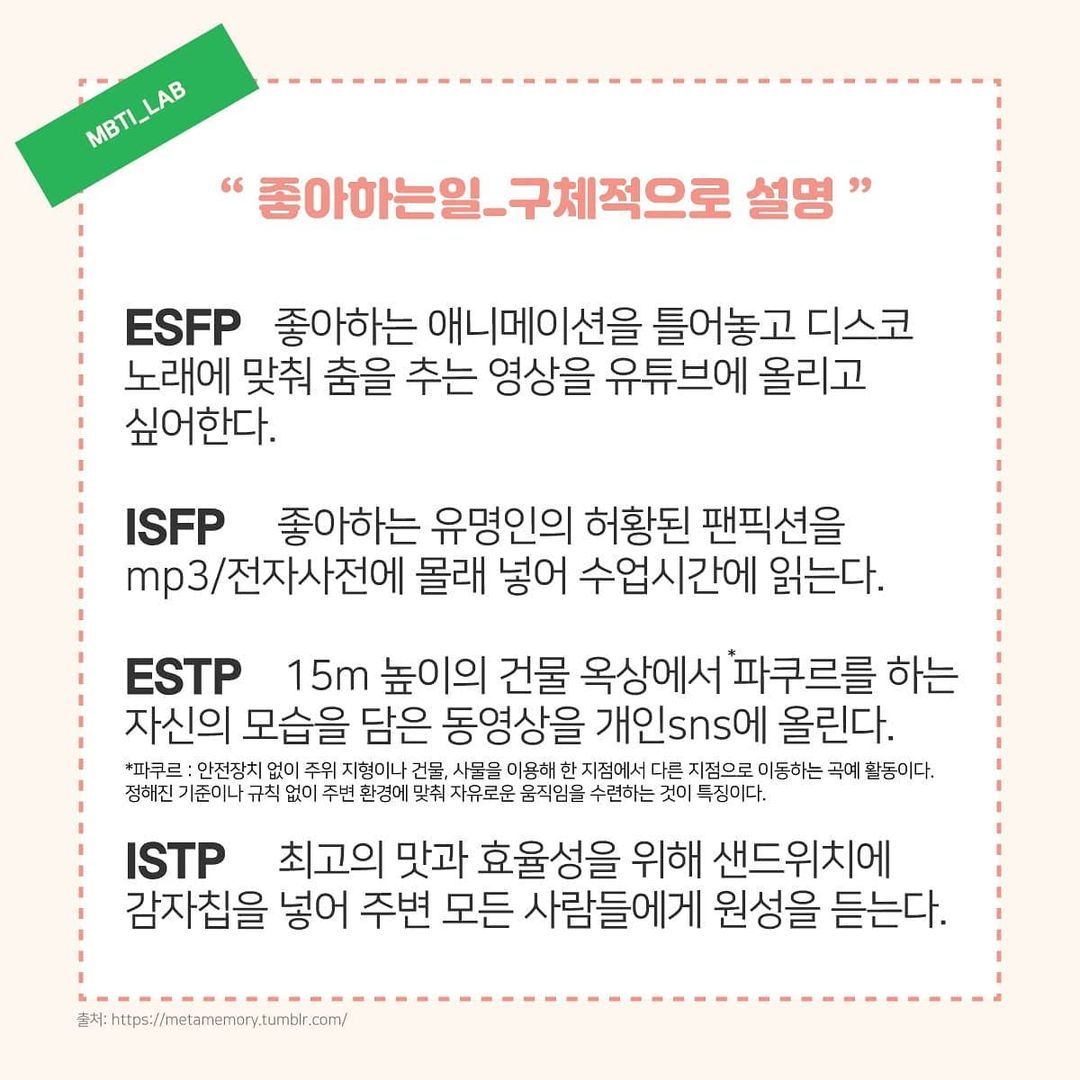 MBTI_LAB
“ 좋아하는일_구체적으로 설명 ”
ESFP 좋아하는 애니메이션을 틀어놓고 디스코
노래에 맞춰 춤을 추는 영상을 유튜브에 올리고
싶어한다.
ISFP 좋아하는 유명인의 허황된 팬픽션을
mp3/전자사전에 몰래 넣어 수업시간에 읽는다.
ESTP 15m 높이의 건물 옥상에서*파쿠르를 하는
자신의 모습을 담은 동영상을 개인sns에 올린다.
*파쿠르 : 안전장치 없이 주위 지형이나 건물, 사물을 이용해 한 지점에서 다른 지점으로 이동하는 곡예 활동이다.
정해진 기준이나 규칙 없이 주변 환경에 맞춰 자유로운 움직임을 수련하는 것이 특징이다.
ISTP 최고의 맛과 효율성을 위해 샌드위치에
감자칩을 넣어 주변 모든 사람들에게 원성을 듣는다.
출처: https://metamemory.tumblr.com/